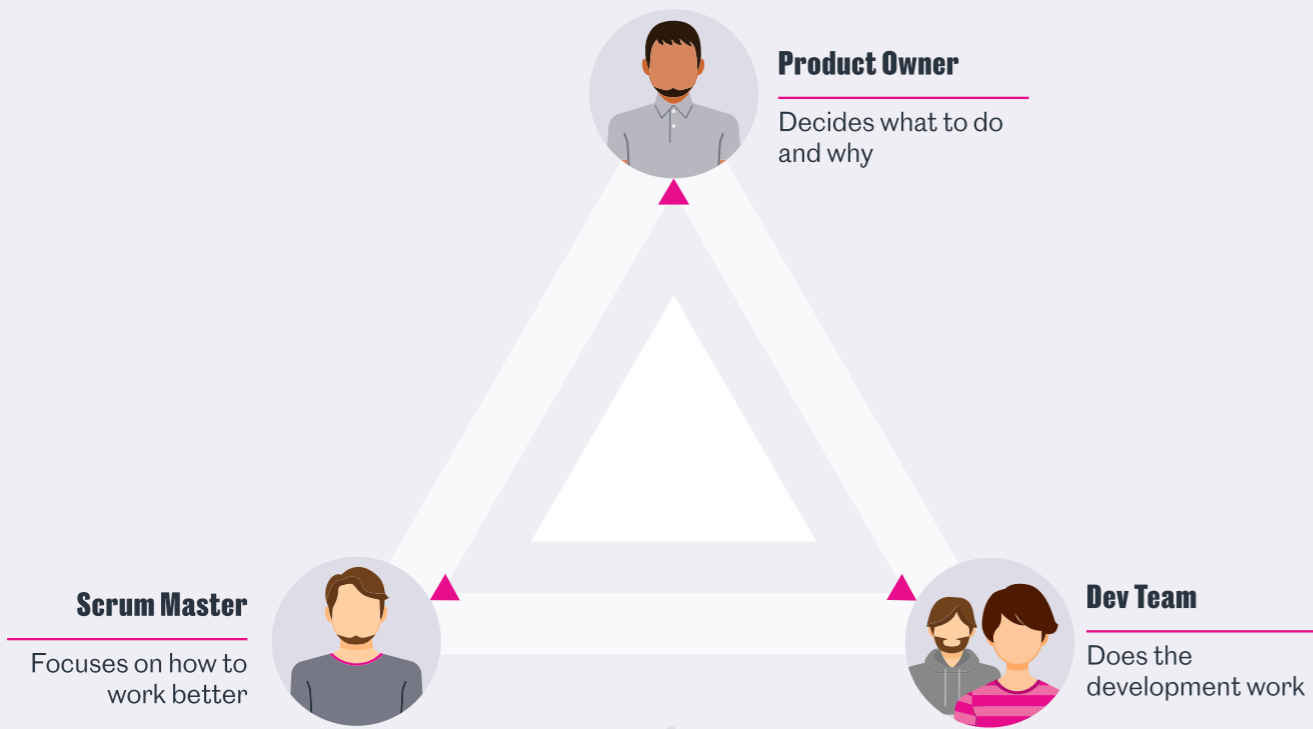 Product Owner
Decides what to do
and why
Scrum Master
Focuses on how to
work better
Dev Team
Does the
development work